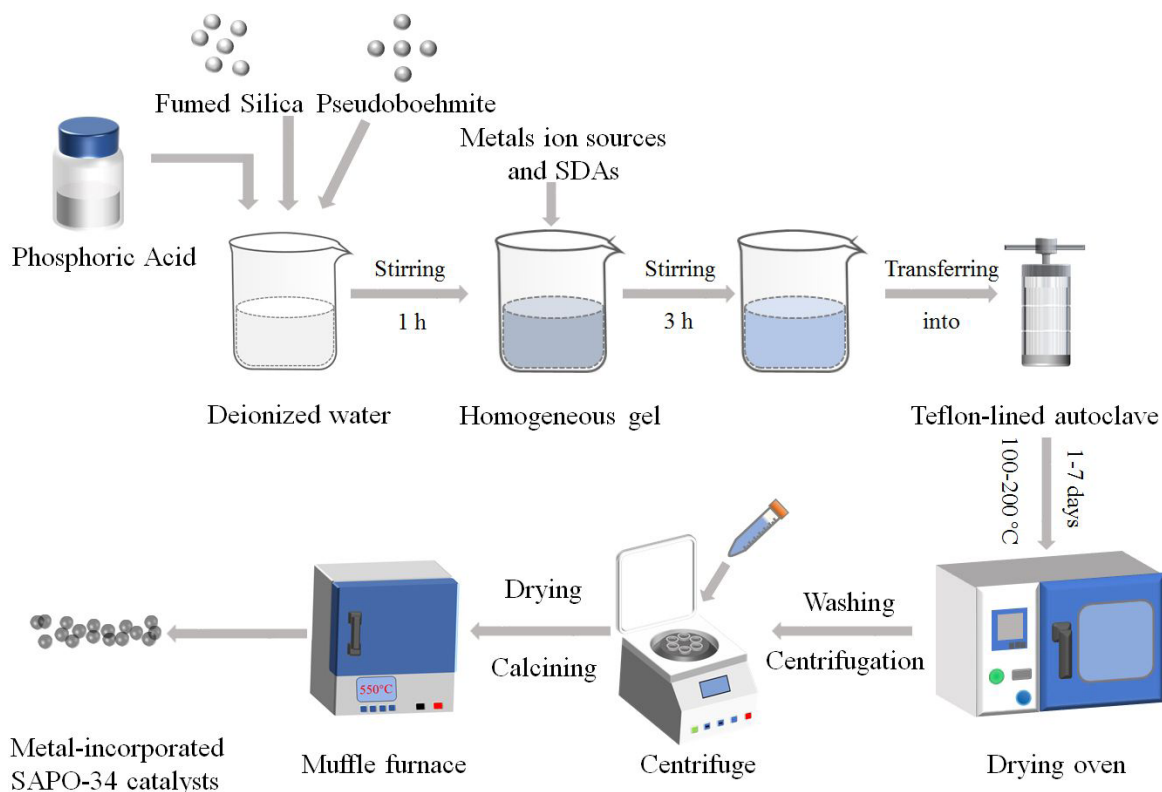 Fumed Silica
Pseudoboehmite
Metals ion sources
and SDAs
Phosphoric Acid
Stirring
1 h
Stirring
3 h
Transferring
into
Deionized water
Homogeneous gel
Teflon-lined autoclave
100-200 °C
1-7 days
Washing
Centrifugation
Drying
Calcining
550°C
Metal-incorporated
SAPO-34 catalysts
Muffle furnace
Centrifuge
Drying oven